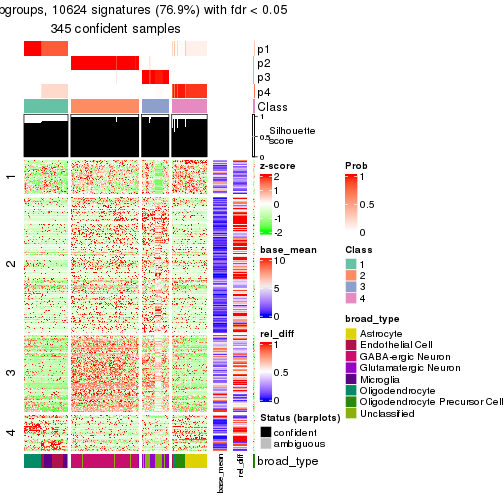 ogroups, 10624 signatures (76.9%) with fdr < 0.05
345 confident samples
p1
p2
p3
p4
Class
1
0.5
0
Silhouette
score
1
2
3
4
z-score
2
1
0
-1
-2
base_mean
10
5
0
rel_diff
1
0.5
0
Status (barplots)
confident
ambiguous
Prob
1
0.5
0
Class
1
2
3
4
broad_type
Astrocyte
Endothelial Cell
GABA-ergic Neuron
Glutamatergic Neuron
Microglia
Oligodendrocyte
Oligodendrocyte Precursor Cell
Unclassified
broad_type
base_mean
rel_diff